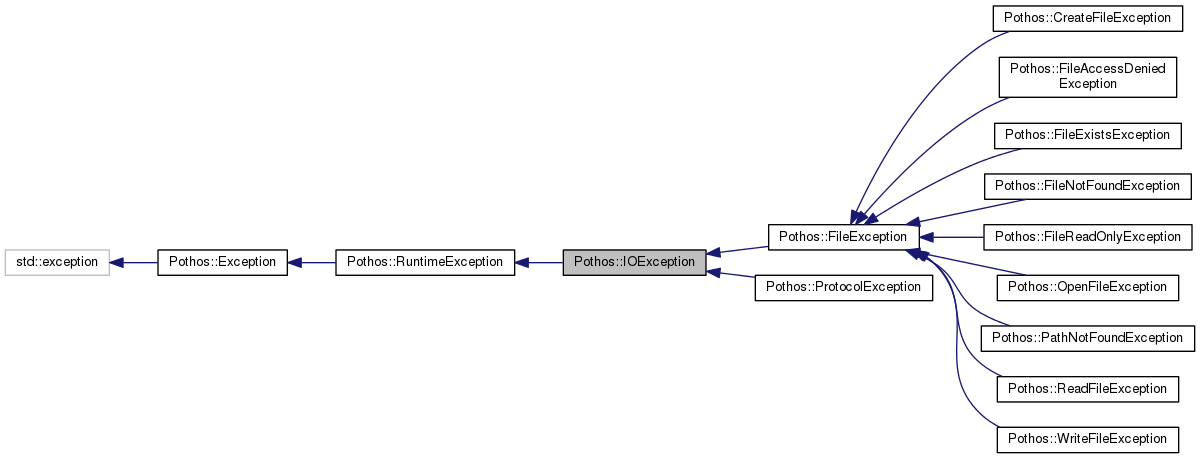 Pothos::CreateFileException
Pothos::FileAccessDenied
Exception
Pothos::FileExistsException
Pothos::FileNotFoundException
Pothos::FileException
Pothos::FileReadOnlyException
std::exception
Pothos::Exception
Pothos::RuntimeException
Pothos::IOException
Pothos::ProtocolException
Pothos::OpenFileException
Pothos::PathNotFoundException
Pothos::ReadFileException
Pothos::WriteFileException